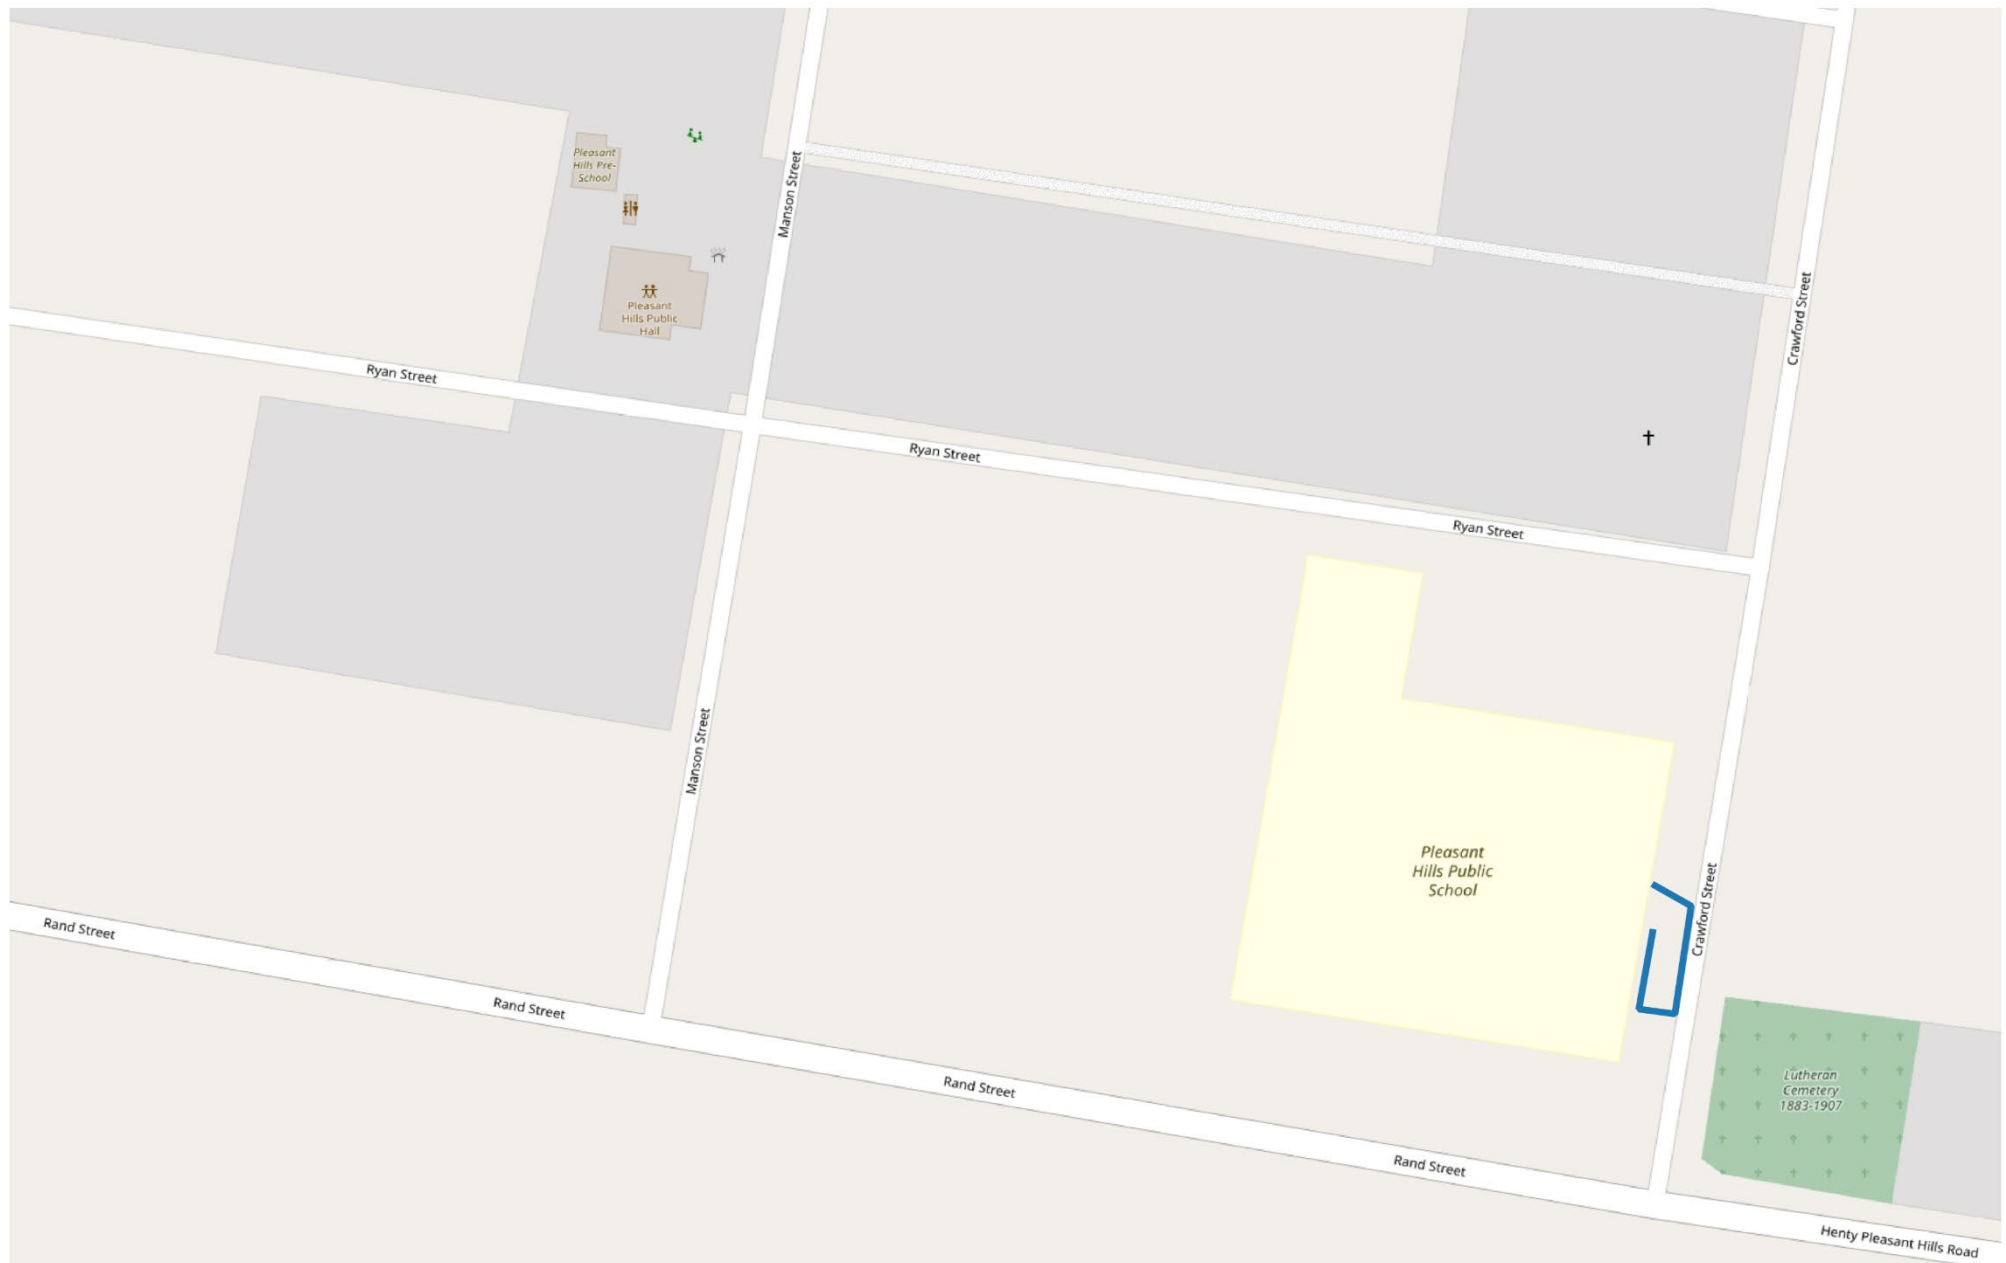 Pleasant
Hills Pre-
School
Manson Street
Pleasant
Hills Public
Hall
Crawford Street
Ryan Street
Ryan Street
Ryan Street
Manson Street
Pleasant
Hills Public
School
Crawford Street
Rand Street
Rand Street
Rand Street
Lutheran
Cemetery
1883-1907
Rand Street
Henty Pleasant Hills Road